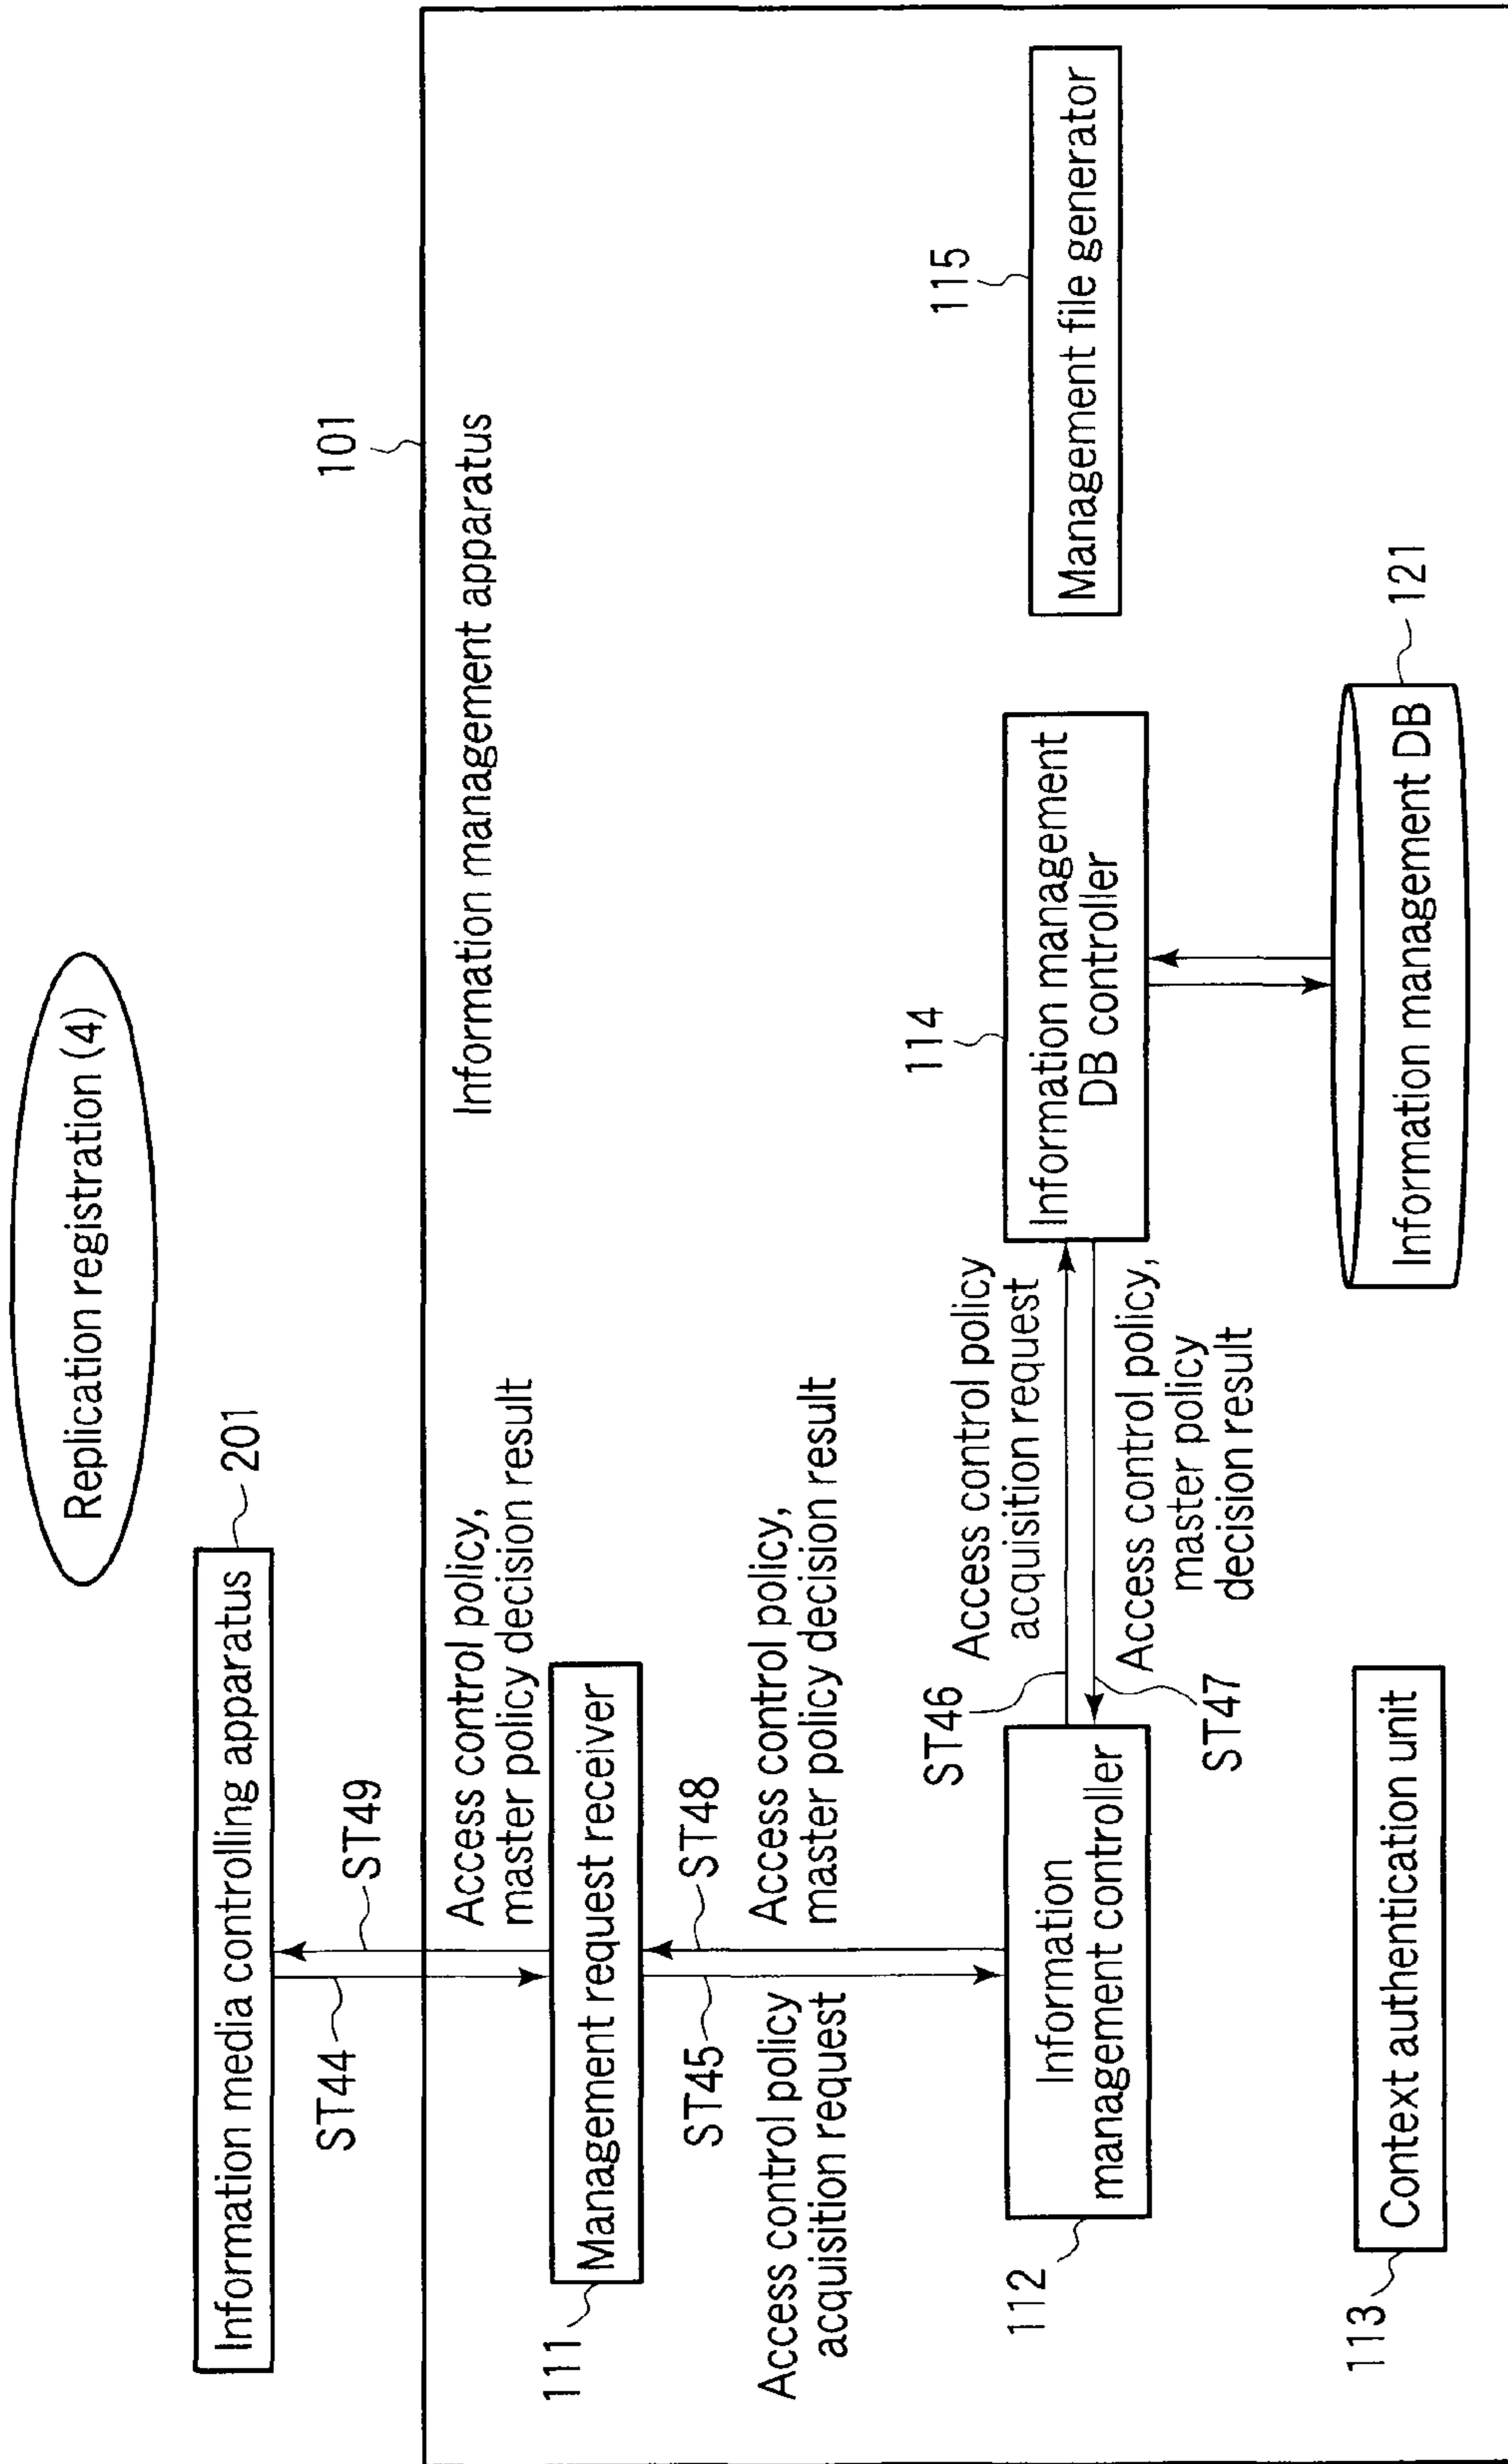 Replication registration (4)
Information media controlling apparatus
201
ST44
ST49
101
Information management apparatus
Access control policy,
master policy decision result
111
Management request receiver
ST45
ST48
Access control policy
acquisition request
Access control policy,
master policy decision result
112
Information
management controller
ST46
Access control policy
acquisition request
ST47
Access control policy,
master policy
decision result
114
Information management
DB controller
115
Management file generator
113
Context authentication unit
Information management DB
121